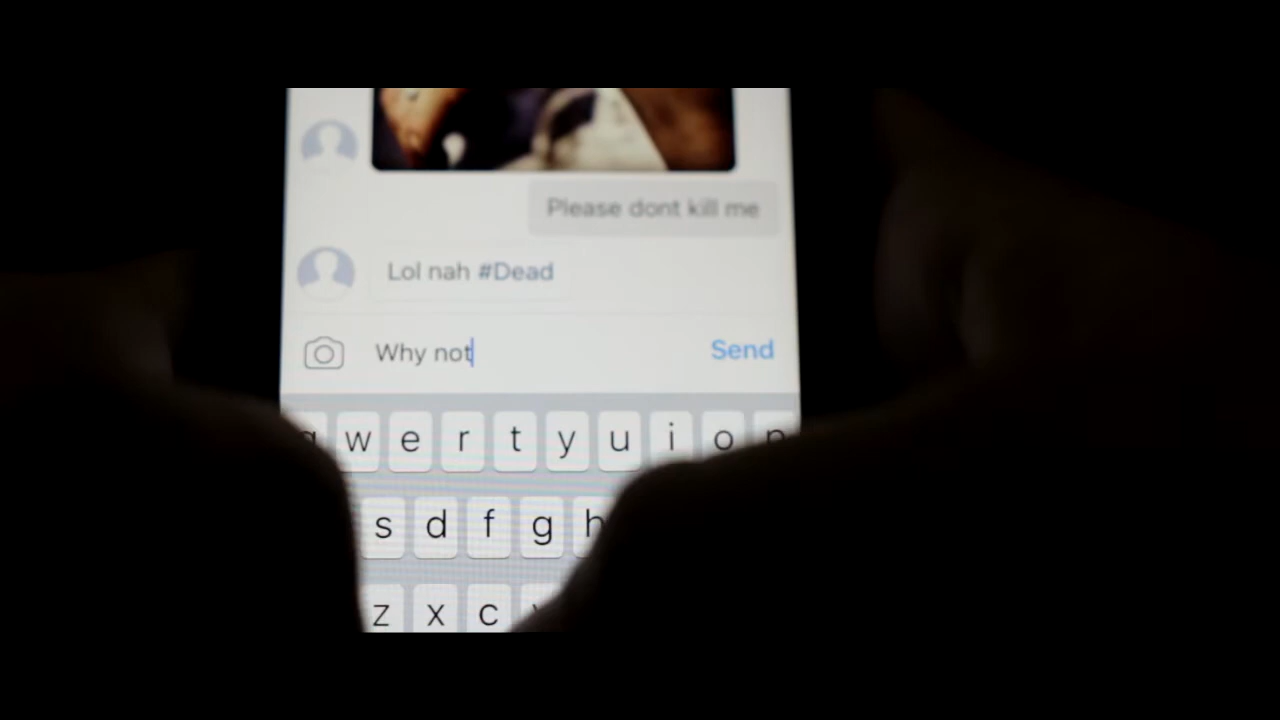 Please dont kill me
Lol nah #Dead
Why not
Send
q w e r t y u i o p
s d f g h
z x c